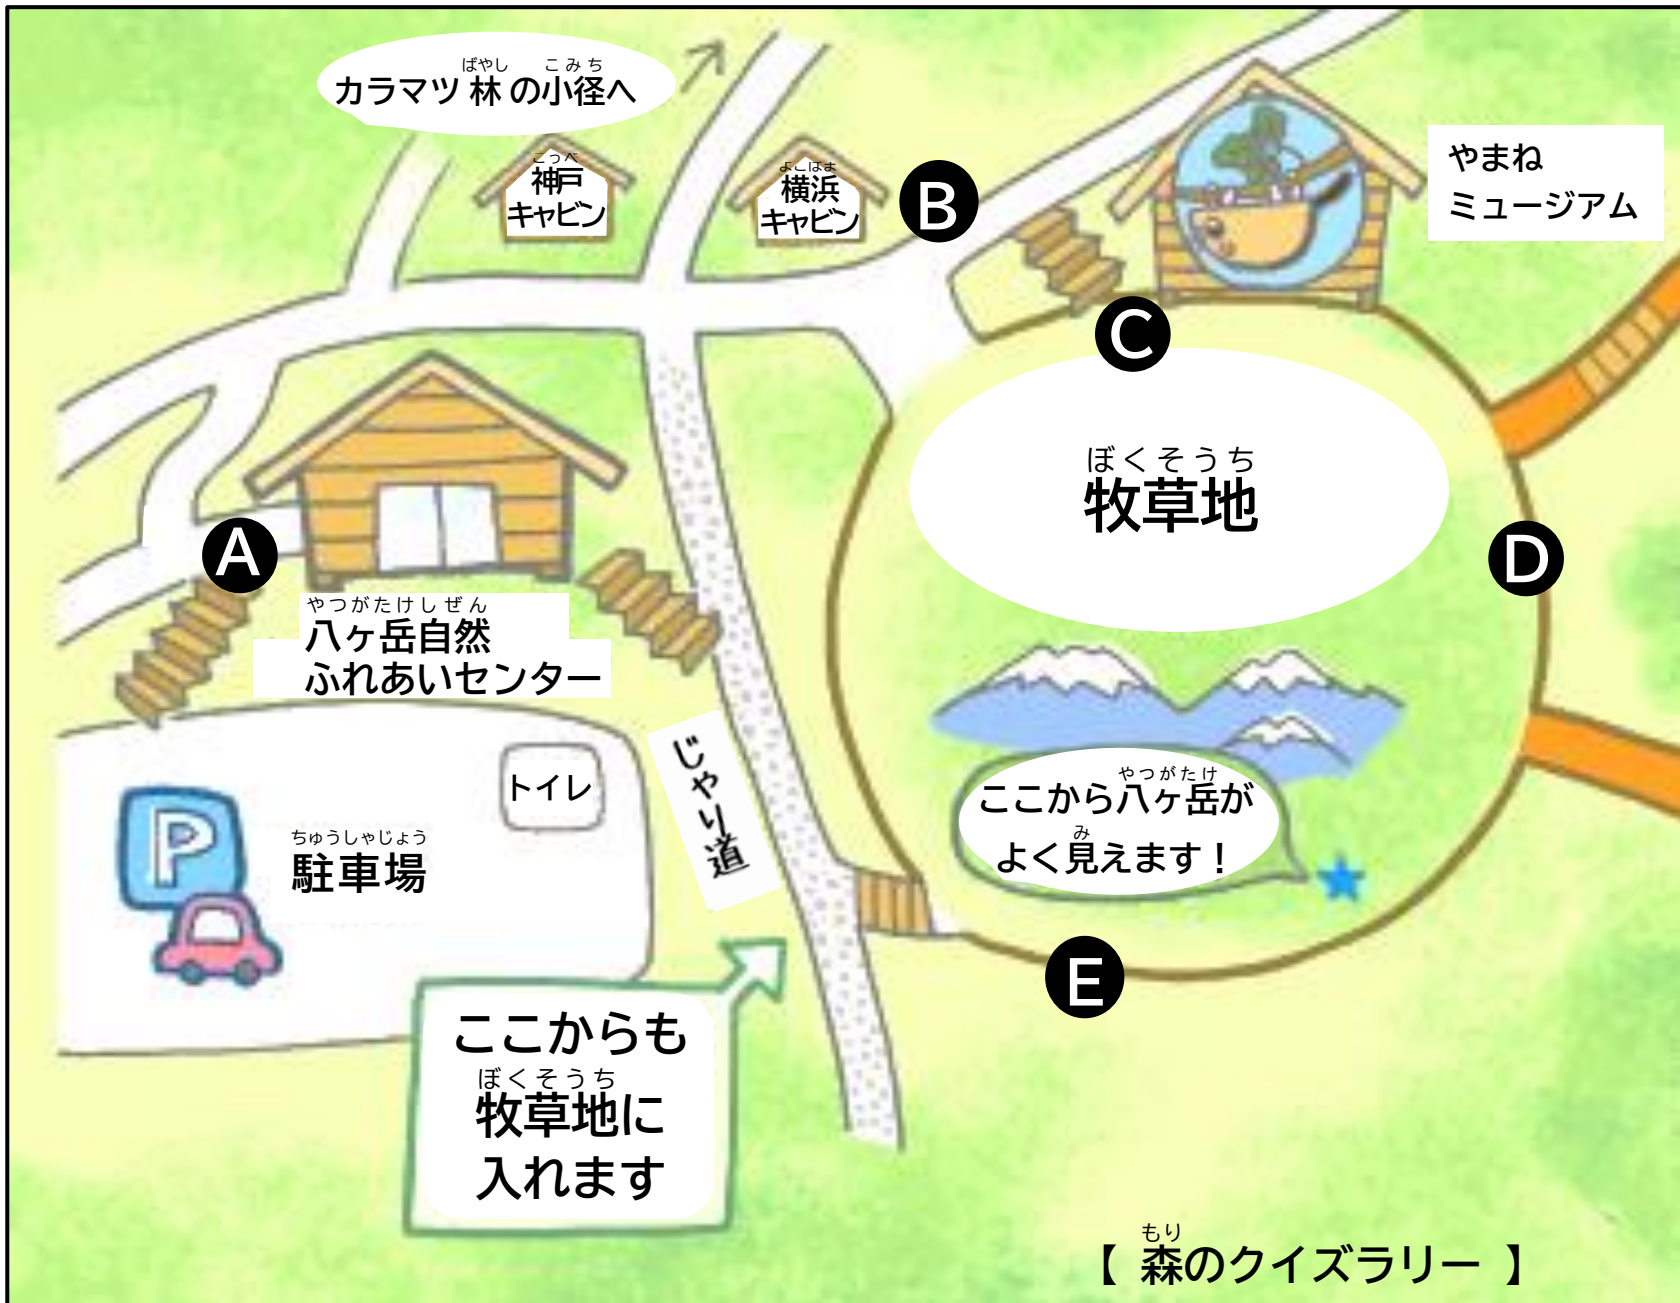 ばやし こみち
カラマツ林の小径へ
こうべ
神戸
キャビン
よこはま
横浜
キャビン
B
やまね
ミュージアム
C
ぼくそうち
牧草地
A
D
やつがたけしぜん
八ヶ岳自然
ふれあいセンター
じゃり道
トイレ
P
ちゅうしゃじょう
駐車場
やつがたけ
ここから八ヶ岳が
み
よく見えます！
E
ここからも
ぼくそうち
牧草地に
入れます
もり
【 森のクイズラリー 】